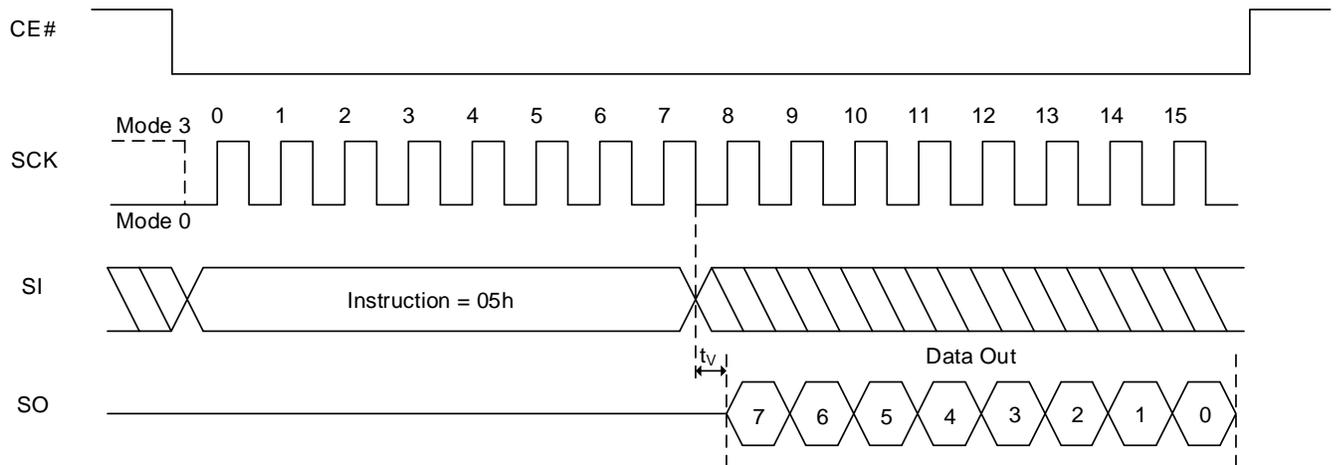 CE#
0 1 2 3 4 5 6 7 8 9 10 11 12 13 14 15
Mode 3
SCK
Mode 0
SI
Instruction = 05h
tV
Data Out
SO
7 6 5 4 3 2 1 0